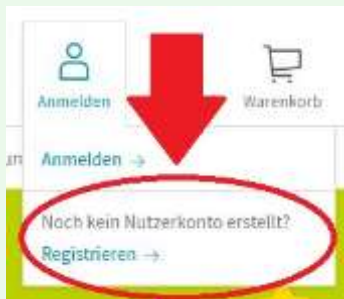 Anmelden
Warenkorb
Anmelden →
Noch kein Nutzerkonto erstellt?
Registrieren →